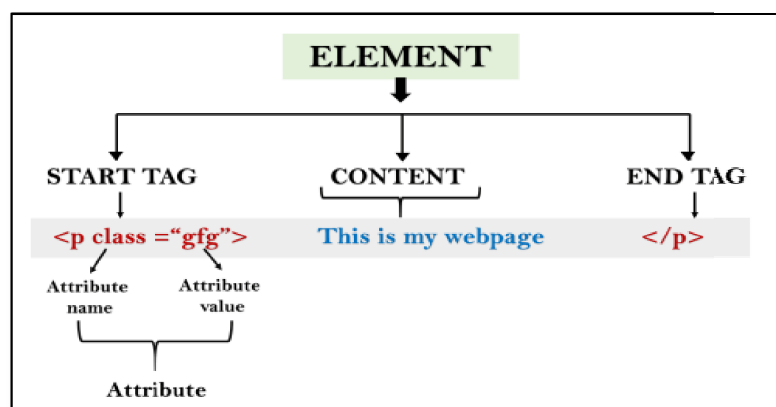 ELEMENT
START TAG CONTENT END TAG
<p class =“gfg”> This is my webpage </p>
Attribute name
Attribute value
Attribute